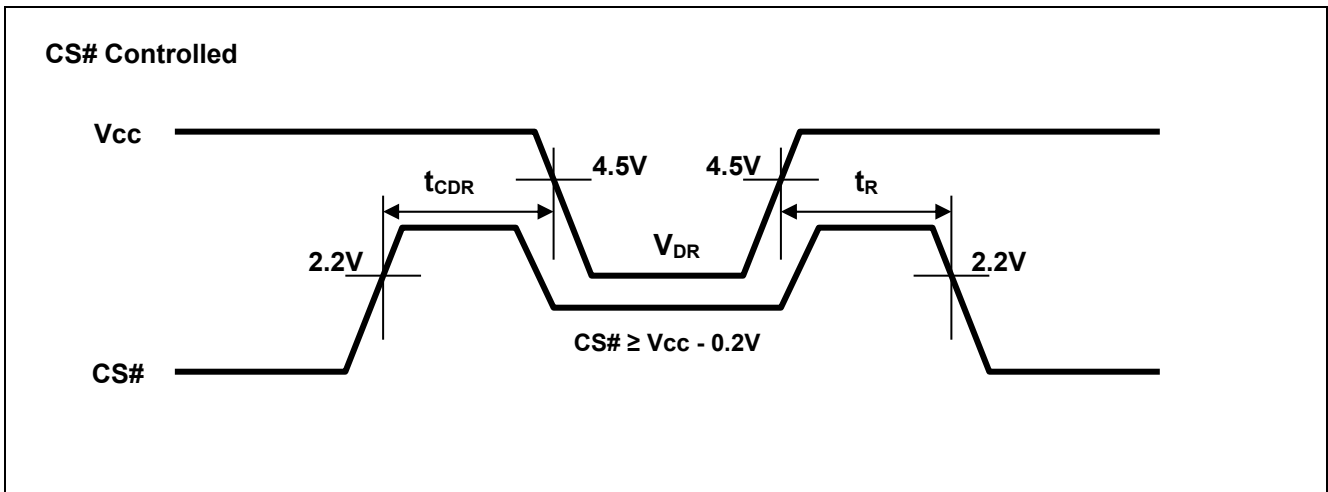 CS# Controlled
Vcc
4.5V
4.5V
tCDR
tR
VDR
2.2V
2.2V
CS# ≥ Vcc - 0.2V
CS#